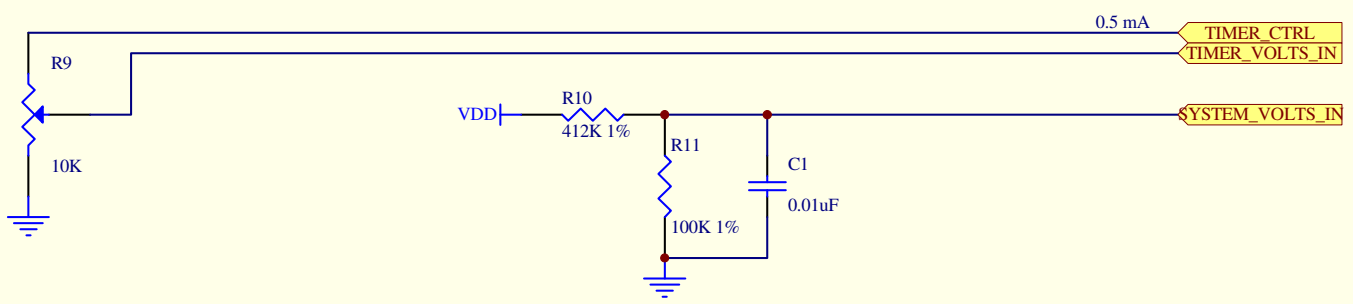 0.5 mA
TIMER_CTRL
TIMER_VOLTS_IN
R9
10K
VDD
R10
412K 1%
SYSTEM_VOLTS_IN
R11
100K 1%
C1
0.01uF